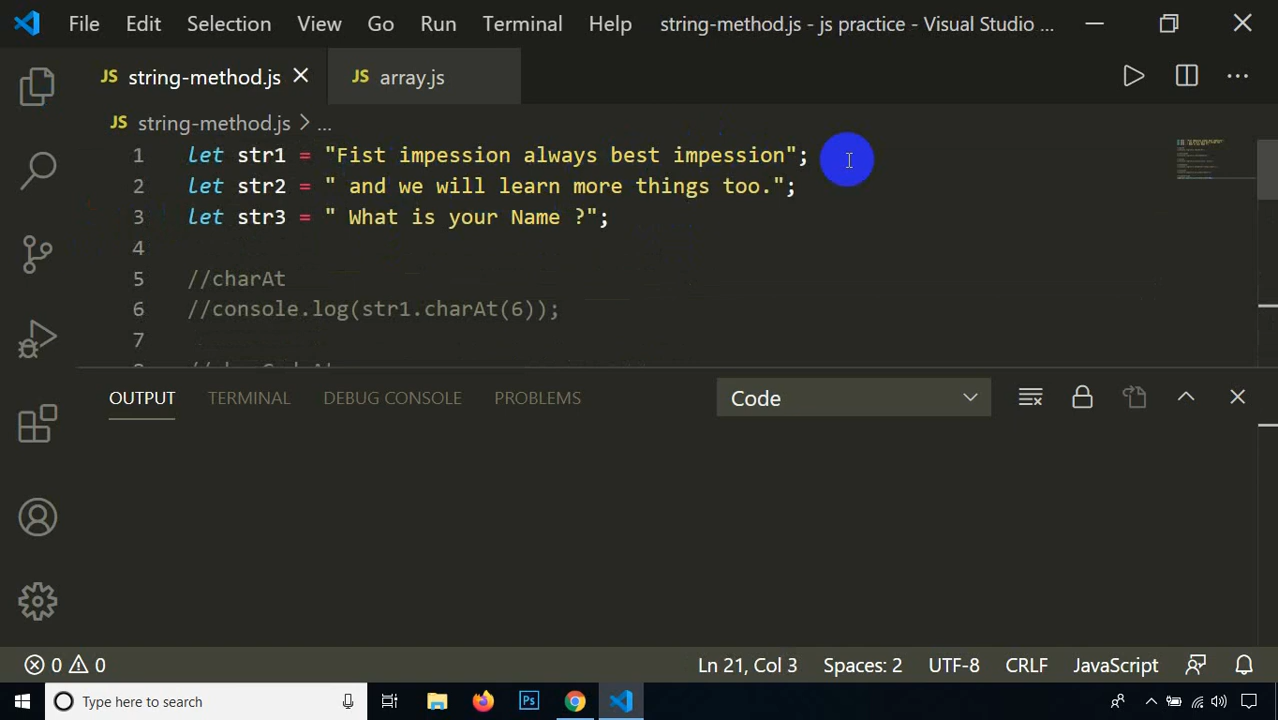 File Edit Selection View Go Run Terminal Help string-method.js - js practice - Visual Studio ...
JS string-method.js JS array.js
JS string-method.js > ...
1 let str1 = "Fist impession always best impession";
2 let str2 = " and we will learn more things too.";
3 let str3 = " What is your Name ?";
4
5 //charAt
6 //console.log(str1.charAt(6));
7
OUTPUT TERMINAL DEBUG CONSOLE PROBLEMS Code
0 0 Ln 21, Col 3 Spaces: 2 UTF-8 CRLF JavaScript
Type here to search Ps